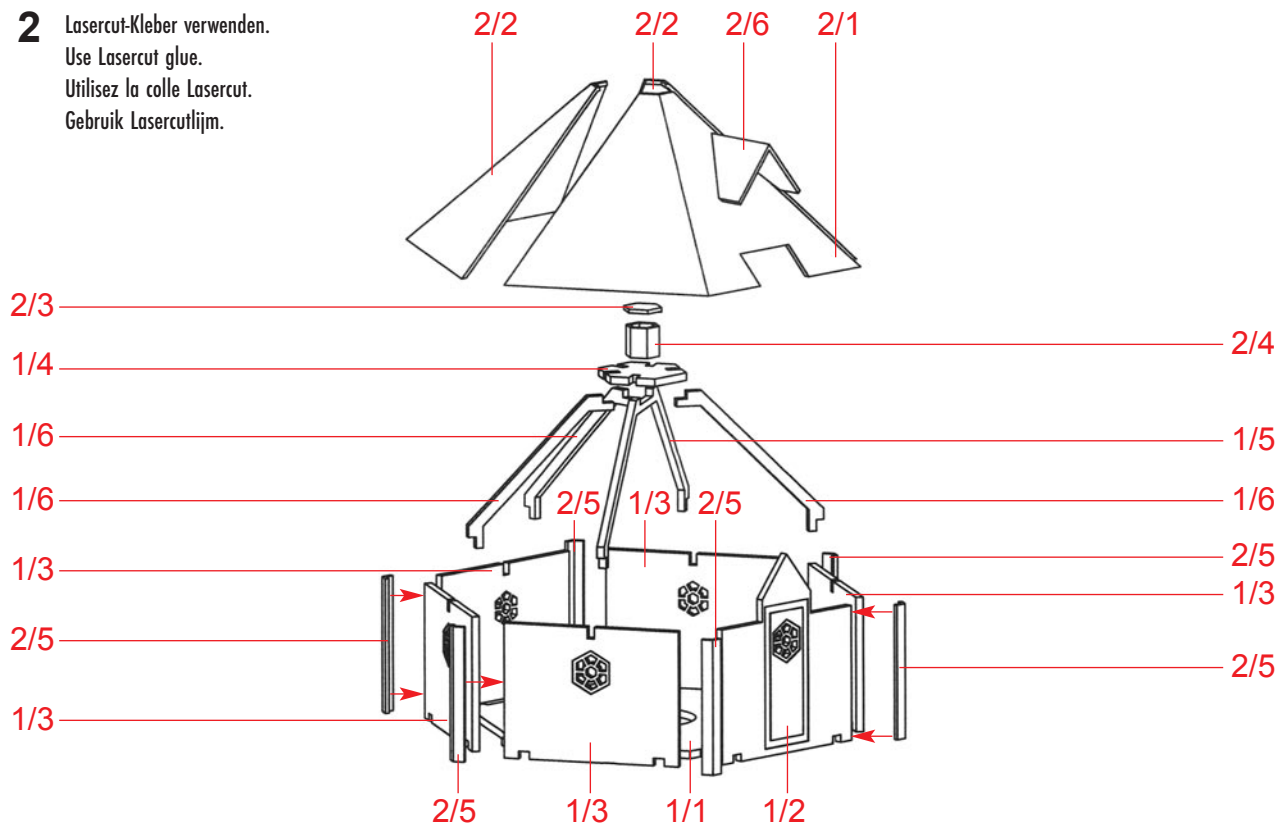 2 Lasercut-Kleber verwenden.
Use Lasercut glue.
Utilisez la colle Lasercut.
Gebruik Lasercutlijm.
2/2 2/2 2/6 2/1
2/3
2/4
1/4
1/6
1/5
1/6 2/5 1/3 2/5 1/6
2/5
1/3
1/3
2/5
2/5
1/3
2/5 1/3 1/1 1/2